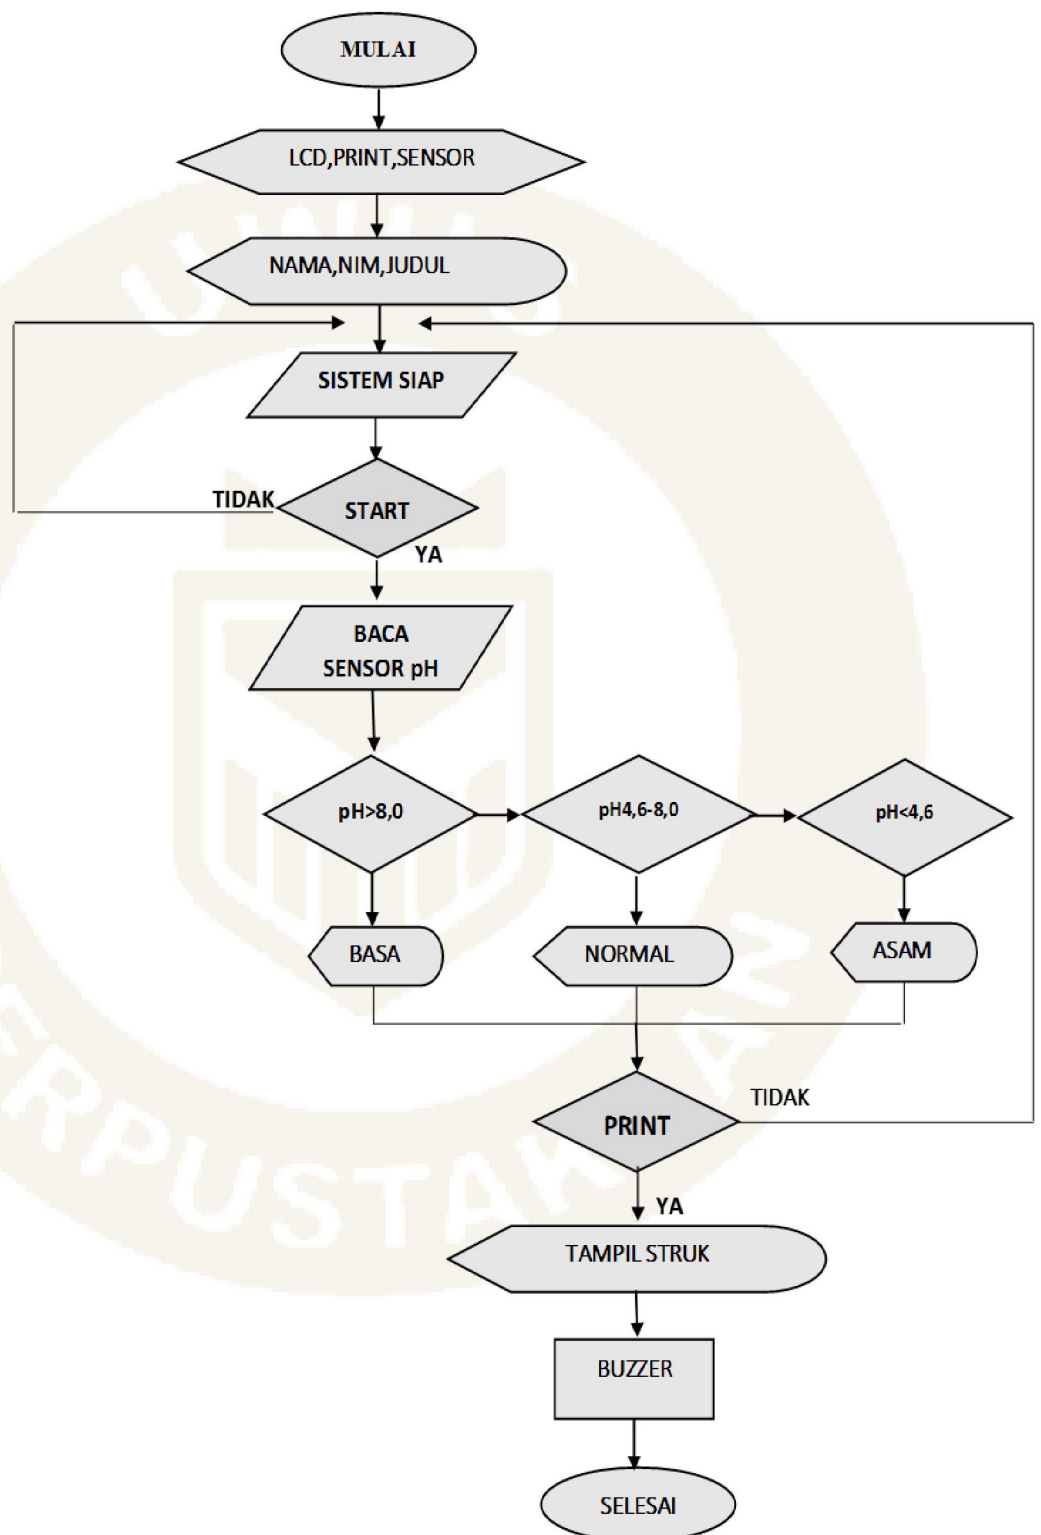 MULAI
LCD,PRINT,SENSOR
NAMA,NIM,JUDUL
SISTEM SIAP
TIDAK
START
YA
BACA
SENSOR pH
pH>8,0
pH4,6-8,0
pH<4,6
BASA
NORMAL
ASAM
PRINT
TIDAK
YA
TAMPIL STRUK
BUZZER
SELESAI